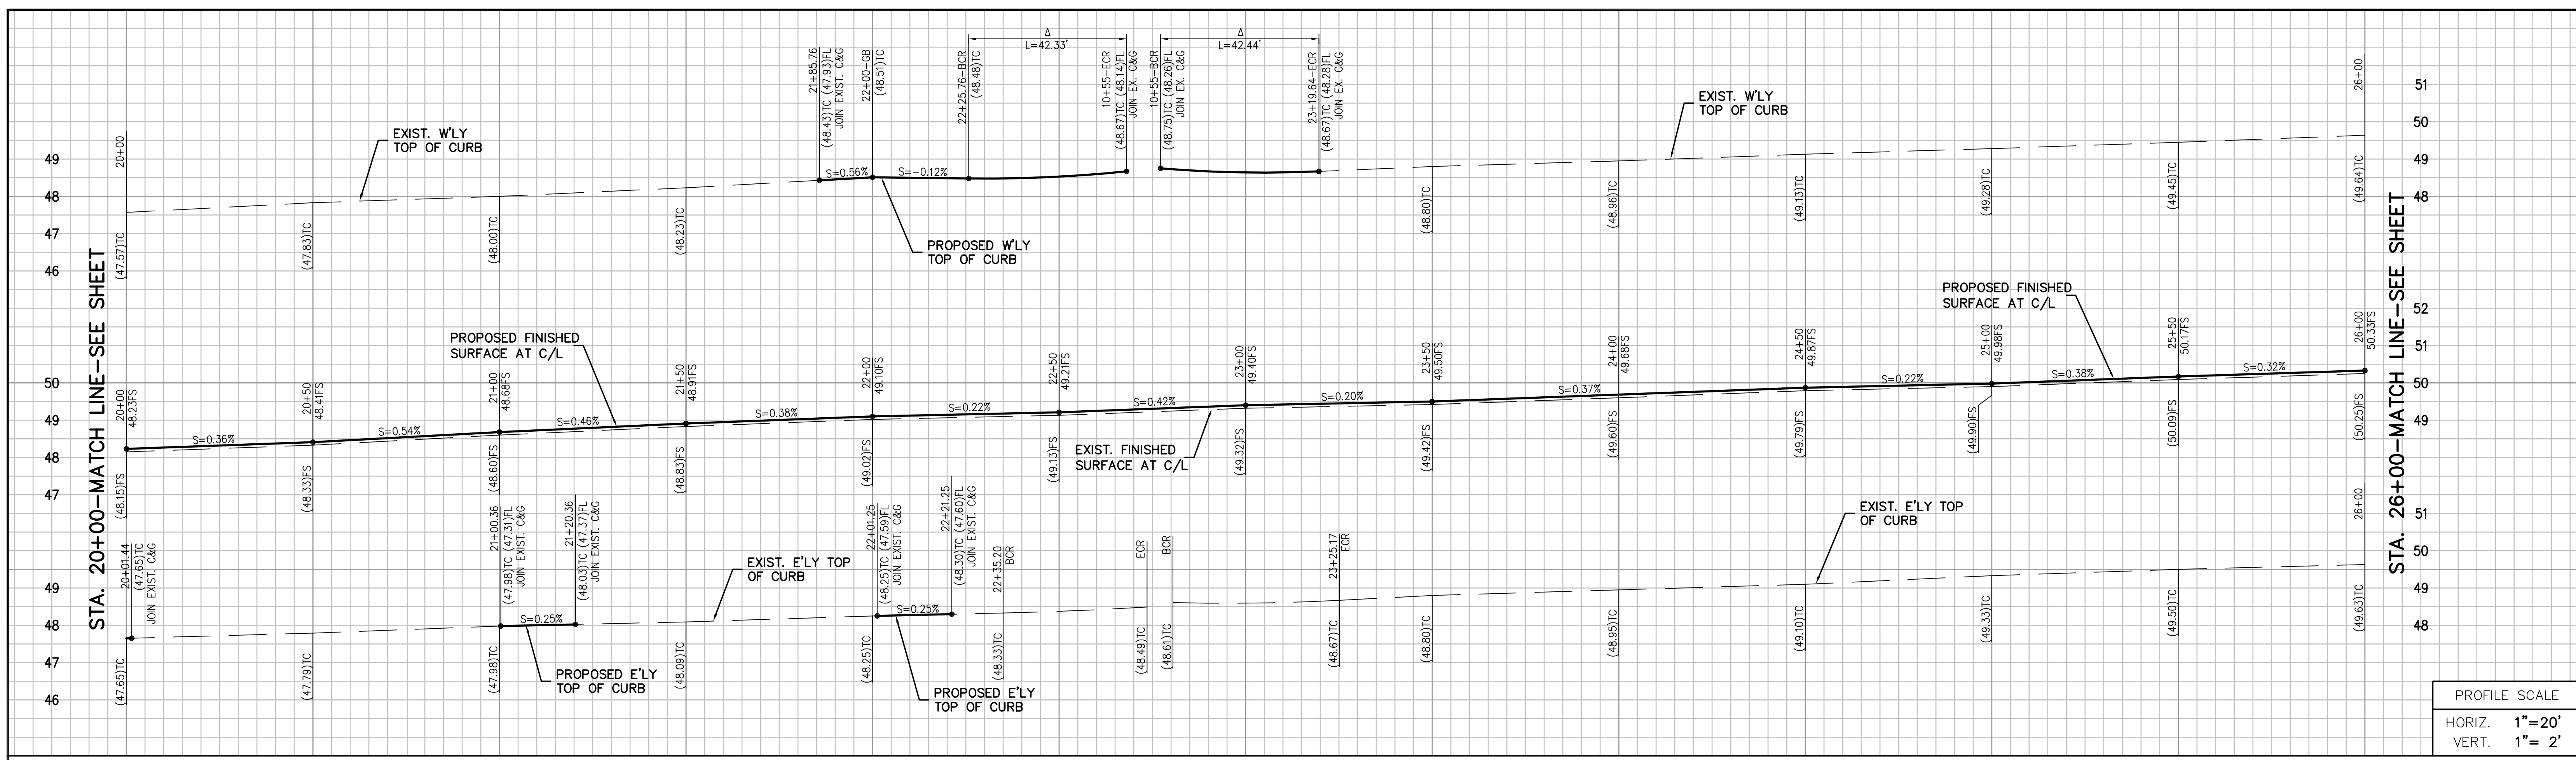 Δ
L=42.33'
Δ
L=42.44'
21+85.76
(48.43)TC (47.93)FL
JOIN EXIST. C&G
22+00-GB
(48.51)TC
22+25.76-BCR
(48.48)TC
10+55-ECR
(48.67)TC (48.14)FL
JOIN EX. C&G
10+55-BCR
(48.75)TC (48.26)FL
JOIN EX. C&G
23+19.64-ECR
(48.67)TC (48.28)FL
JOIN EX. C&G
26+00
20+00
EXIST. W'LY
TOP OF CURB
EXIST. W'LY
TOP OF CURB
S=0.56%
S=-0.12%
PROPOSED W'LY
TOP OF CURB
49
48
47
46
51
50
49
48
(47.57)TC
(47.83)TC
(48.00)TC
(48.23)TC
(48.80)TC
(48.96)TC
(49.13)TC
(49.28)TC
(49.45)TC
(49.64)TC
STA. 20+00-MATCH LINE-SEE SHEET
STA. 26+00-MATCH LINE-SEE SHEET
PROPOSED FINISHED
SURFACE AT C/L
PROPOSED FINISHED
SURFACE AT C/L
50
49
48
47
52
51
50
49
20+00
48.23FS
20+50
48.41FS
21+00
48.68FS
21+50
48.91FS
22+00
49.10FS
22+50
49.21FS
23+00
49.40FS
23+50
49.50FS
24+00
49.68FS
24+50
49.87FS
25+00
49.98FS
25+50
50.17FS
26+00
50.33FS
S=0.36%
S=0.54%
S=0.46%
S=0.38%
S=0.22%
S=0.42%
S=0.20%
S=0.37%
S=0.22%
S=0.38%
S=0.32%
EXIST. FINISHED
SURFACE AT C/L
(48.15)FS
(48.33)FS
(48.60)FS
(48.83)FS
(49.02)FS
(49.13)FS
(49.32)FS
(49.42)FS
(49.60)FS
(49.79)FS
(49.90)FS
(50.09)FS
(50.25)FS
20+01.44
(47.65)TC
JOIN EXIST. C&G
21+00.36
(47.98)TC (47.31)FL
JOIN EXIST. C&G
21+20.36
(48.03)TC (47.37)FL
JOIN EXIST. C&G
22+01.25
(48.25)TC (47.59)FL
JOIN EXIST. C&G
22+21.25
(48.30)TC (47.60)FL
JOIN EXIST. C&G
22+35.20
BCR
ECR
BCR
23+25.17
ECR
26+00
EXIST. E'LY TOP
OF CURB
EXIST. E'LY TOP
OF CURB
S=0.25%
S=0.25%
PROPOSED E'LY
TOP OF CURB
PROPOSED E'LY
TOP OF CURB
49
48
47
46
51
50
49
48
(47.65)TC
(47.79)TC
(47.98)TC
(48.09)TC
(48.25)TC
(48.33)TC
(48.49)TC
(48.61)TC
(48.67)TC
(48.80)TC
(48.95)TC
(49.10)TC
(49.33)TC
(49.50)TC
(49.63)TC
PROFILE SCALE
HORIZ. 1"=20'
VERT. 1"= 2'